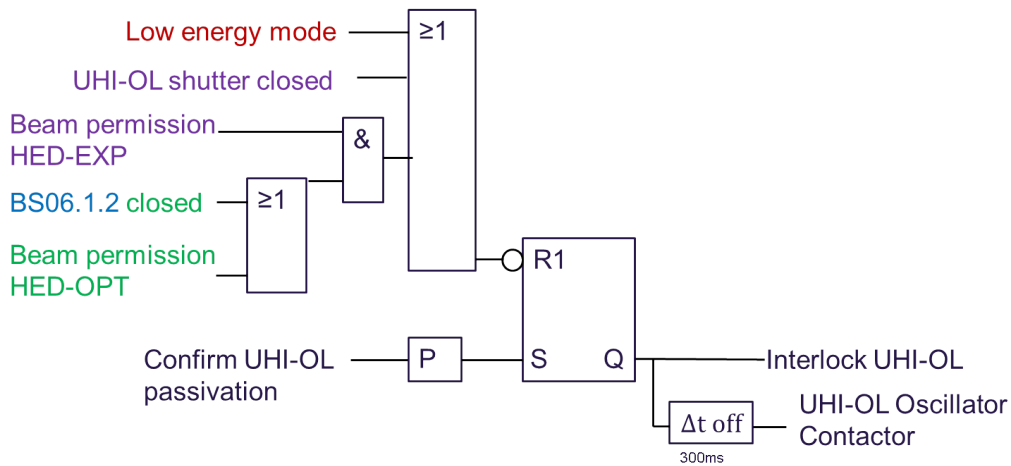 Low energy mode
≥1
UHI-OL shutter closed
Beam permission
HED-EXP
&
BS06.1.2 closed
≥1
Beam permission
HED-OPT
R1
Confirm UHI-OL
passivation
P
S
Q
Interlock UHI-OL
Δt off
300ms
UHI-OL Oscillator
Contactor